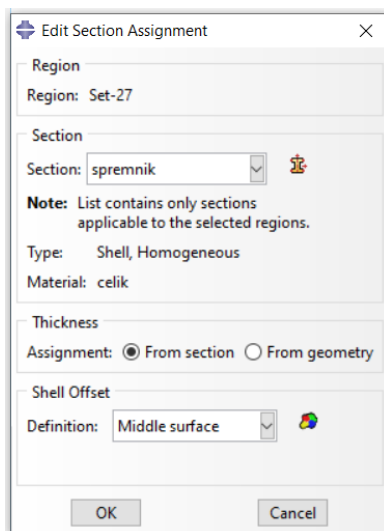 Edit Section Assignment
Region
Region: Set-27
Section
Section: spremnik
Note: List contains only sections
applicable to the selected regions.
Type: Shell, Homogeneous
Material: celik
Thickness
Assignment: From section From geometry
Shell Offset
Definition: Middle surface
OK Cancel